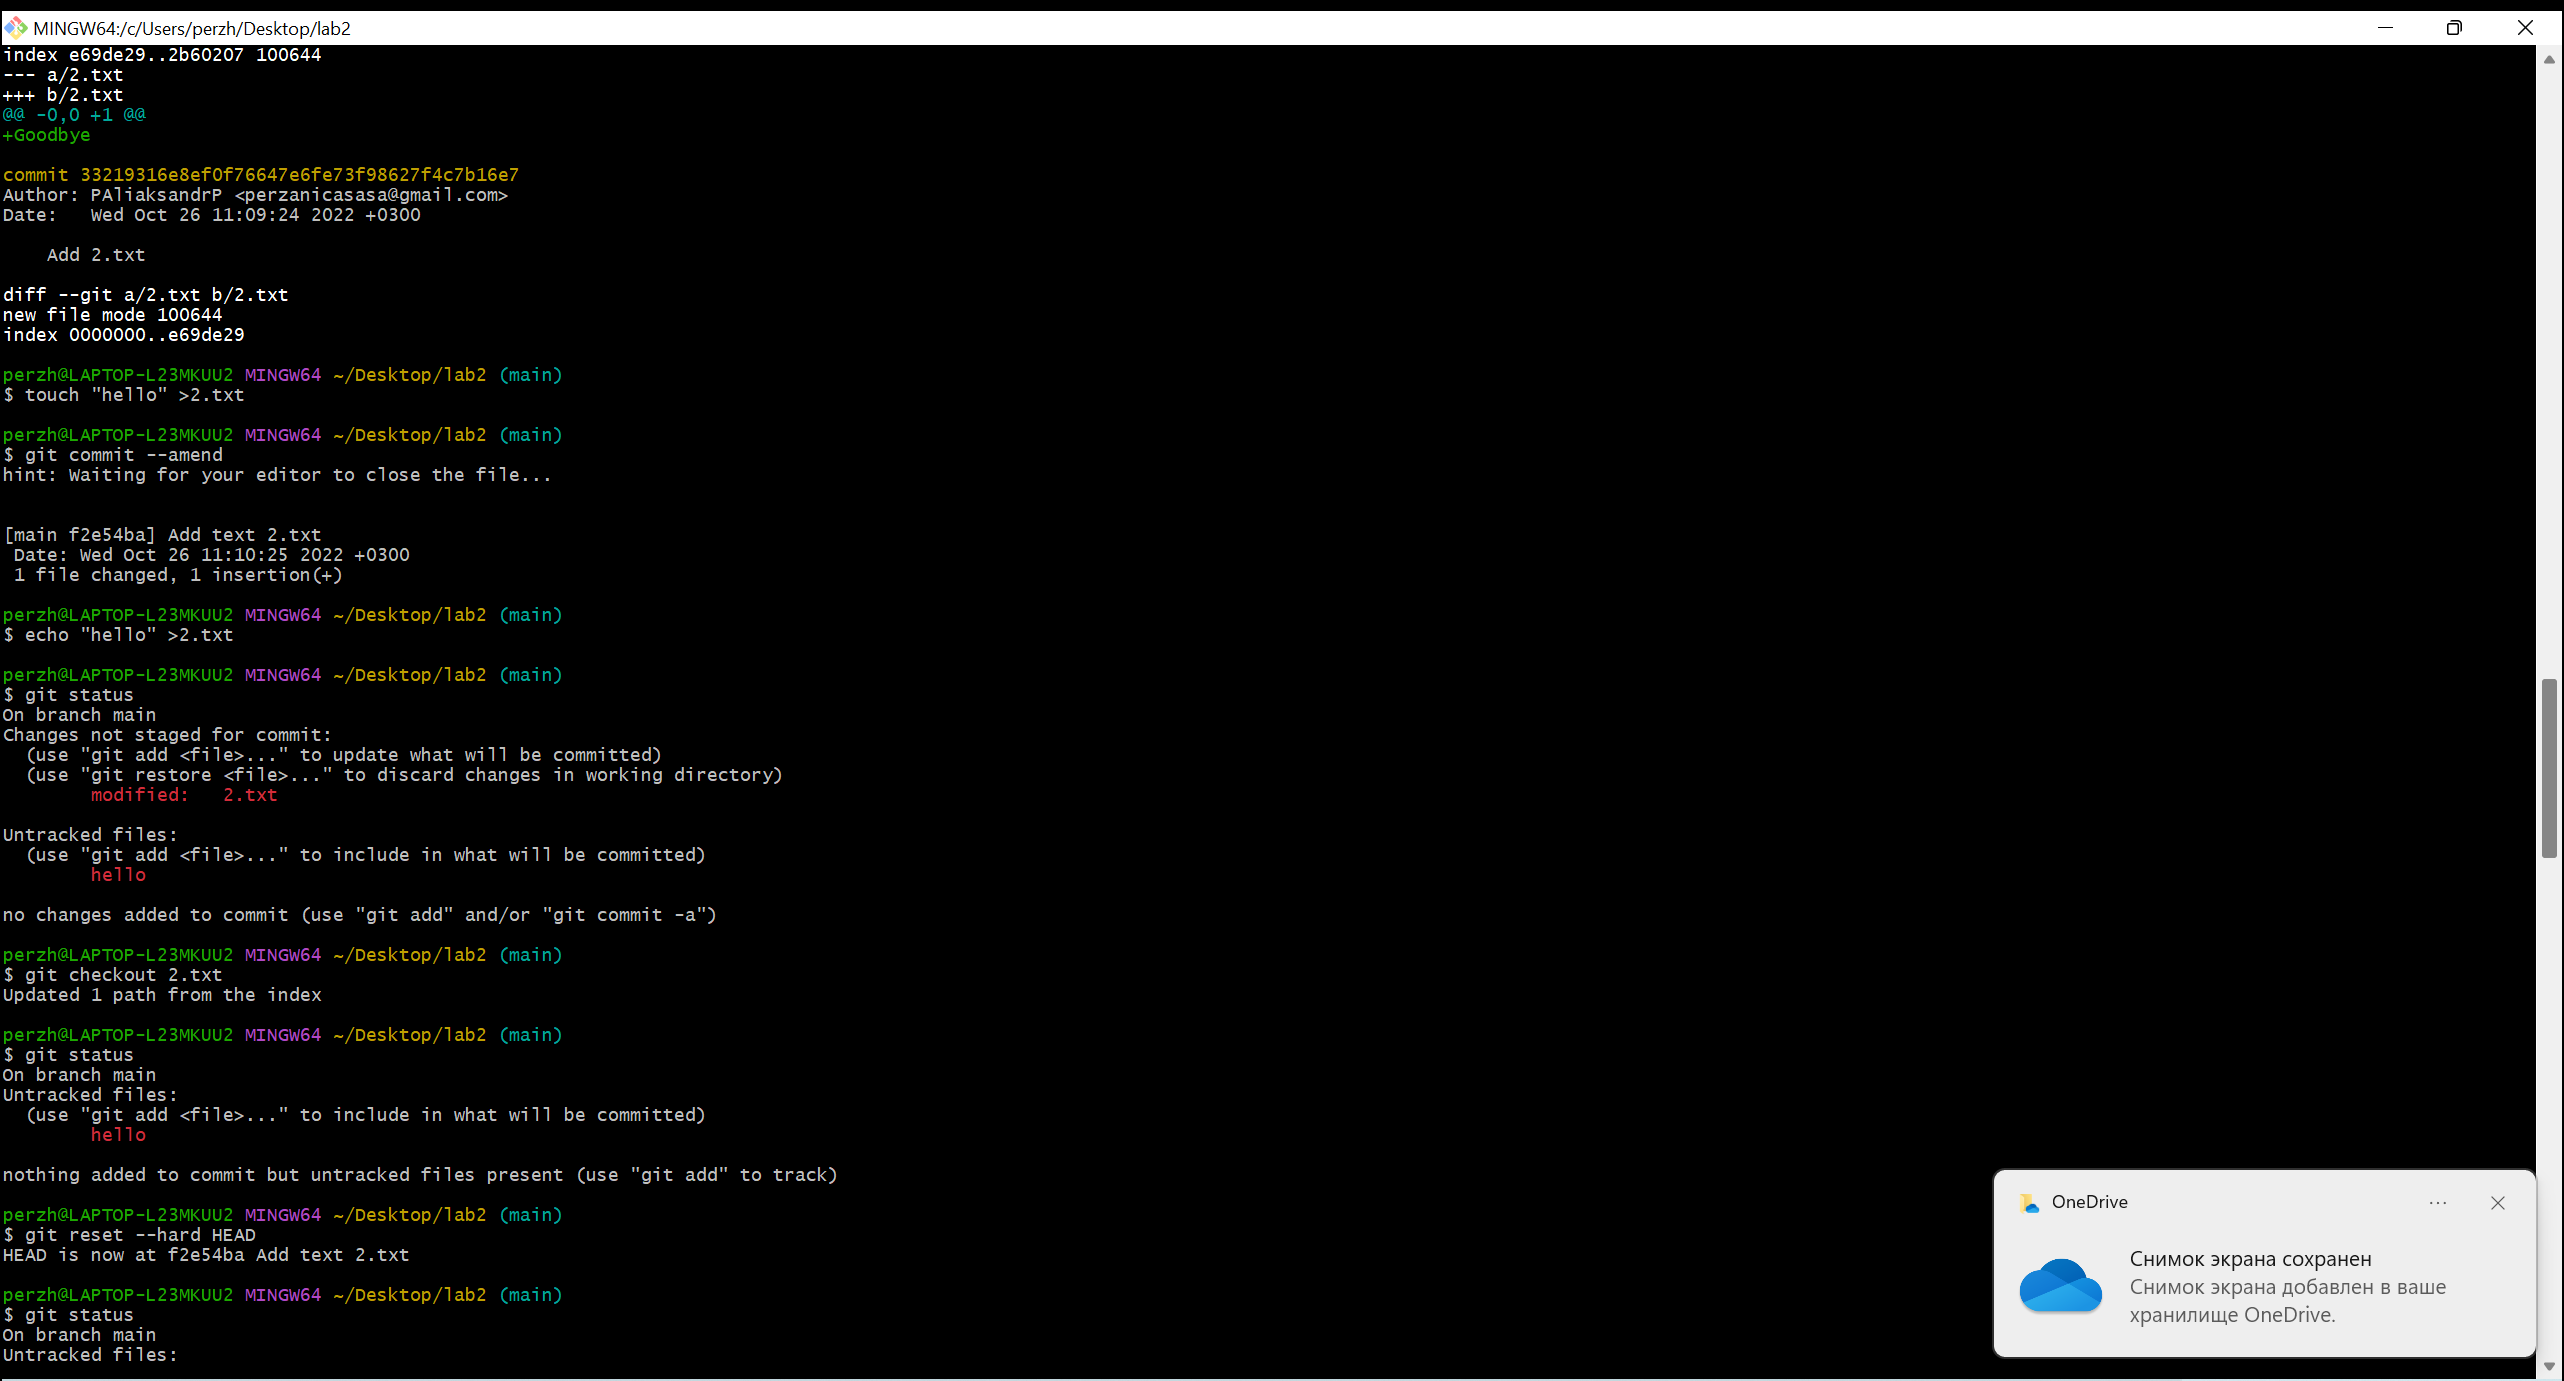 MINGW64:/c/Users/perzh/Desktop/lab2
index e69de29..2b60207 100644
--- a/2.txt
+++ b/2.txt
@@ -0,0 +1 @@
+Goodbye
commit 33219316e8ef0f76647e6fe73f98627f4c7b16e7
Author: PAliaksandrP <perzanicasasa@gmail.com>
Date:   Wed Oct 26 11:09:24 2022 +0300
    Add 2.txt
diff --git a/2.txt b/2.txt
new file mode 100644
index 0000000..e69de29
perzh@LAPTOP-L23MKUU2 MINGW64 ~/Desktop/lab2 (main)
$ touch "hello" >2.txt
perzh@LAPTOP-L23MKUU2 MINGW64 ~/Desktop/lab2 (main)
$ git commit --amend
hint: Waiting for your editor to close the file...
[main f2e54ba] Add text 2.txt
 Date: Wed Oct 26 11:10:25 2022 +0300
 1 file changed, 1 insertion(+)
perzh@LAPTOP-L23MKUU2 MINGW64 ~/Desktop/lab2 (main)
$ echo "hello" >2.txt
perzh@LAPTOP-L23MKUU2 MINGW64 ~/Desktop/lab2 (main)
$ git status
On branch main
Changes not staged for commit:
  (use "git add <file>..." to update what will be committed)
  (use "git restore <file>..." to discard changes in working directory)
        modified:   2.txt
Untracked files:
  (use "git add <file>..." to include in what will be committed)
        hello
no changes added to commit (use "git add" and/or "git commit -a")
perzh@LAPTOP-L23MKUU2 MINGW64 ~/Desktop/lab2 (main)
$ git checkout 2.txt
Updated 1 path from the index
perzh@LAPTOP-L23MKUU2 MINGW64 ~/Desktop/lab2 (main)
$ git status
On branch main
Untracked files:
  (use "git add <file>..." to include in what will be committed)
        hello
nothing added to commit but untracked files present (use "git add" to track)
perzh@LAPTOP-L23MKUU2 MINGW64 ~/Desktop/lab2 (main)
$ git reset --hard HEAD
HEAD is now at f2e54ba Add text 2.txt
perzh@LAPTOP-L23MKUU2 MINGW64 ~/Desktop/lab2 (main)
$ git status
On branch main
Untracked files:
OneDrive
Снимок экрана сохранен
Снимок экрана добавлен в ваше
хранилище OneDrive.